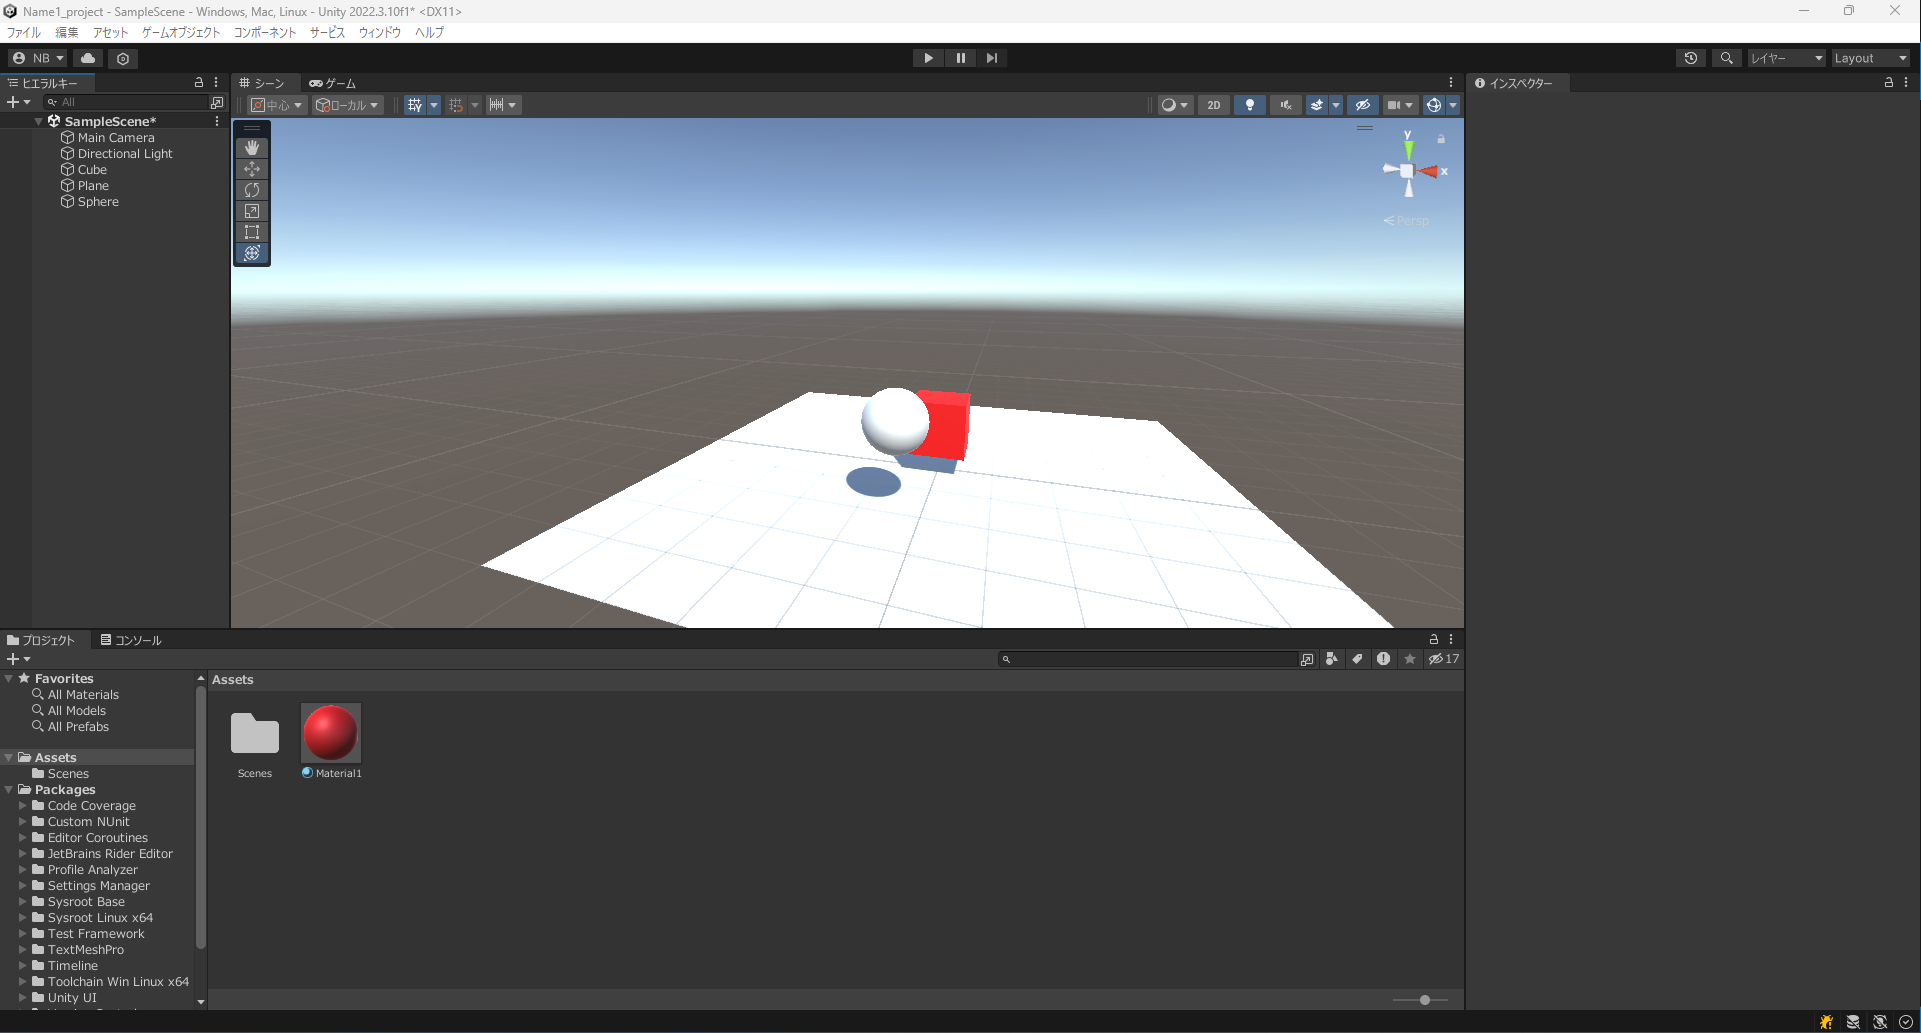 Name1_project - SampleScene - Windows, Mac, Linux - Unity 2022.3.10f1* <DX11>
ファイル 編集 アセット ゲームオブジェクト コンポーネント サービス ウィンドウ ヘルプ
NB
レイヤー Layout
ヒエラルキー
シーン ゲーム
インスペクター
All
中心 ローカル
2D
SampleScene*
Main Camera
Directional Light
Cube
Plane
Sphere
y
x
Persp
プロジェクト コンソール
17
Favorites
All Materials
All Models
All Prefabs
Assets
Scenes
Packages
Code Coverage
Custom NUnit
Editor Coroutines
JetBrains Rider Editor
Profile Analyzer
Settings Manager
Sysroot Base
Sysroot Linux x64
Test Framework
TextMeshPro
Timeline
Toolchain Win Linux x64
Unity UI
Assets
Scenes
Material1